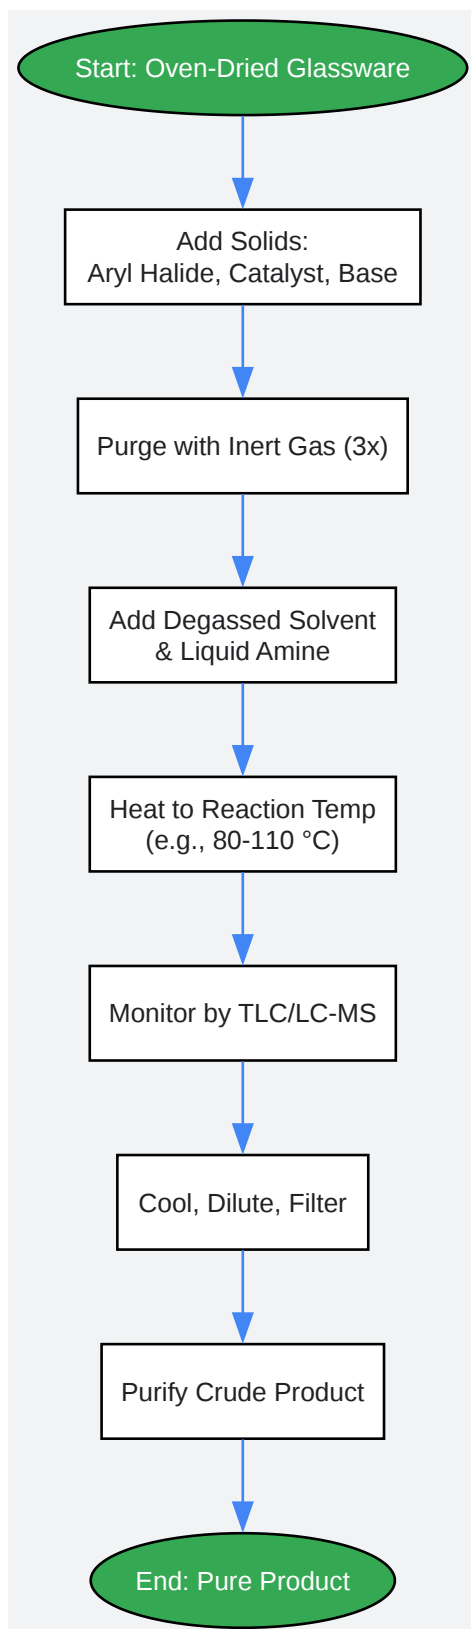 Start: Oven-Dried Glassware
Add Solids:
Aryl Halide, Catalyst, Base
Purge with Inert Gas (3x)
Add Degassed Solvent
& Liquid Amine
Heat to Reaction Temp
(e.g., 80-110 °C)
Monitor by TLC/LC-MS
Cool, Dilute, Filter
Purify Crude Product
End: Pure Product